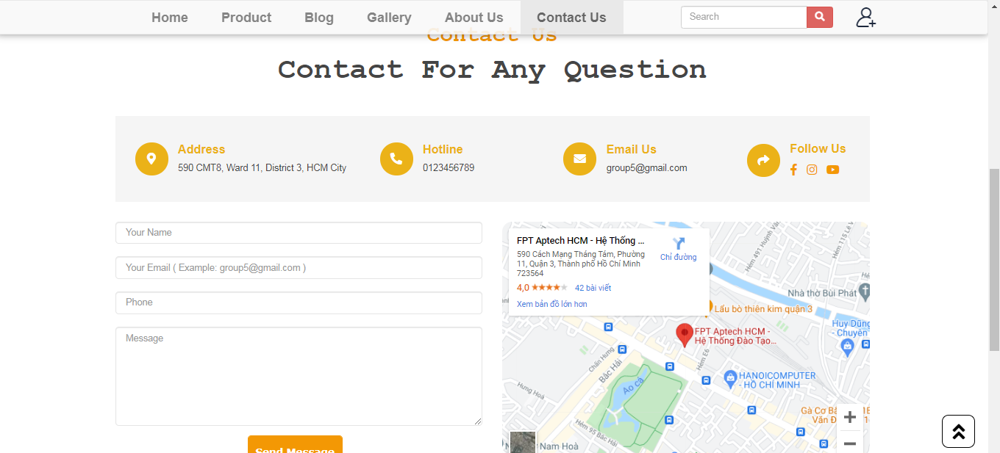 Home Product Blog Gallery About Us Contact Us Search
Contact Us
Contact For Any Question
Address
590 CMT8, Ward 11, District 3, HCM City
Hotline
0123456789
Email Us
group5@gmail.com
Follow Us
Your Name
Your Email ( Example: group5@gmail.com )
Phone
Message
Send Message
FPT Aptech HCM - Hệ Thống ...
590 Cách Mạng Tháng Tám, Phường
11, Quận 3, Thành phố Hồ Chí Minh
723564
4,0 42 bài viết
Xem bản đồ lớn hơn
Chỉ đường
Hẻm 491 Huỳnh Văn
Hẻm 115 Lê V
Nhà thờ Bùi Phát
Lẩu bò thiên kim quận 3
Huy Dũng
- Chuyên
FPT Aptech HCM -
Hệ Thống Đào Tạo...
Hẻm E6
Chấn Hưng
Bắc Hải
HANOICOMPUTER
- HỒ CHÍ MINH
Ao cá
Hưng Hoá
Gà Cơ Bắ
Văn Đ
Hẻm 95 Bắc Hải
Nam Hoà